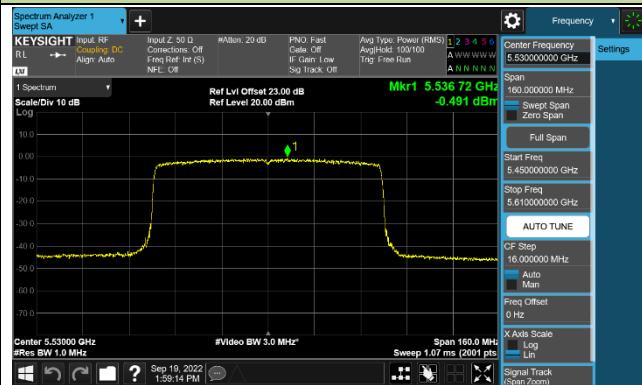 Spectrum Analyzer 1
Swept SA
Frequency
KEYSIGHT
RL
LXI
Input: RF
Coupling: DC
Align: Auto
Input Z: 50 Ω
Corrections: Off
Freq Ref: Int (S)
NFE: Off
#Atten: 20 dB
PNO: Fast
Gate: Off
IF Gain: Low
Sig Track: Off
Avg Type: Power (RMS)
Avg|Hold: 100/100
Trig: Free Run
1 2 3 4 5 6
A W W W W W
A N N N N N
1 Spectrum
Scale/Div 10 dB
Log
Ref Lvl Offset 23.00 dB
Ref Level 20.00 dBm
Mkr1 5.536 72 GHz
-0.491 dBm
10.0
0.00
-10.0
-20.0
-30.0
-40.0
-50.0
-60.0
-70.0
1
Center 5.53000 GHz
#Res BW 1.0 MHz
#Video BW 3.0 MHz*
Span 160.0 MHz
Sweep 1.07 ms (2001 pts)
Sep 19, 2022
1:59:14 PM
Center Frequency
5.530000000 GHz
Span
160.000000 MHz
Swept Span
Zero Span
Full Span
Start Freq
5.450000000 GHz
Stop Freq
5.610000000 GHz
AUTO TUNE
CF Step
16.000000 MHz
Auto
Man
Freq Offset
0 Hz
X Axis Scale
Log
Lin
Signal Track
(Span Zoom)
Settings